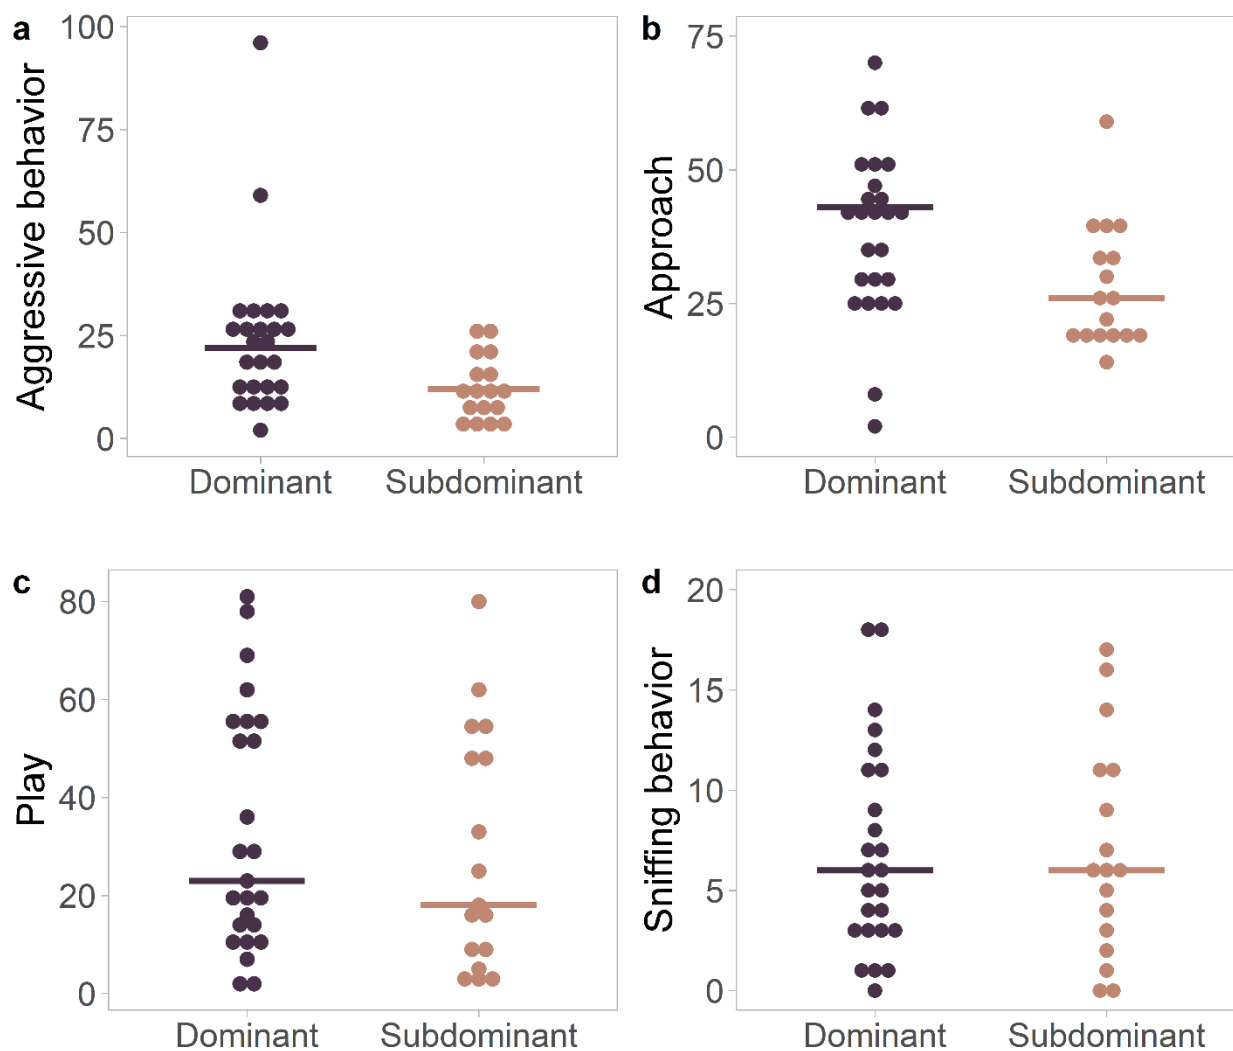 a
Aggressive behavior
100
75
50
25
0
Dominant Subdominant
b
Approach
75
50
25
0
Dominant Subdominant
c
Play
80
60
40
20
0
Dominant Subdominant
d
Sniffing behavior
20
15
10
5
0
Dominant Subdominant